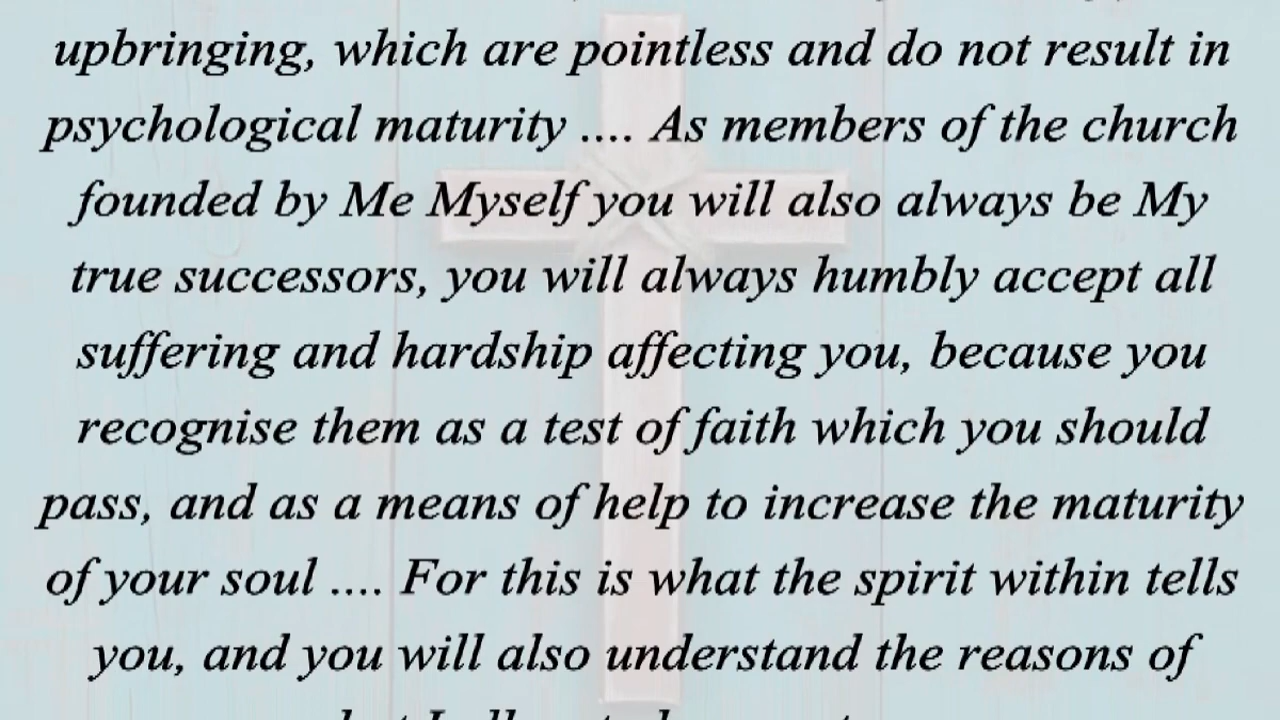 upbringing, which are pointless and do not result in
psychological maturity .... As members of the church
founded by Me Myself you will also always be My
true successors, you will always humbly accept all
suffering and hardship affecting you, because you
recognise them as a test of faith which you should
pass, and as a means of help to increase the maturity
of your soul .... For this is what the spirit within tells
you, and you will also understand the reasons of